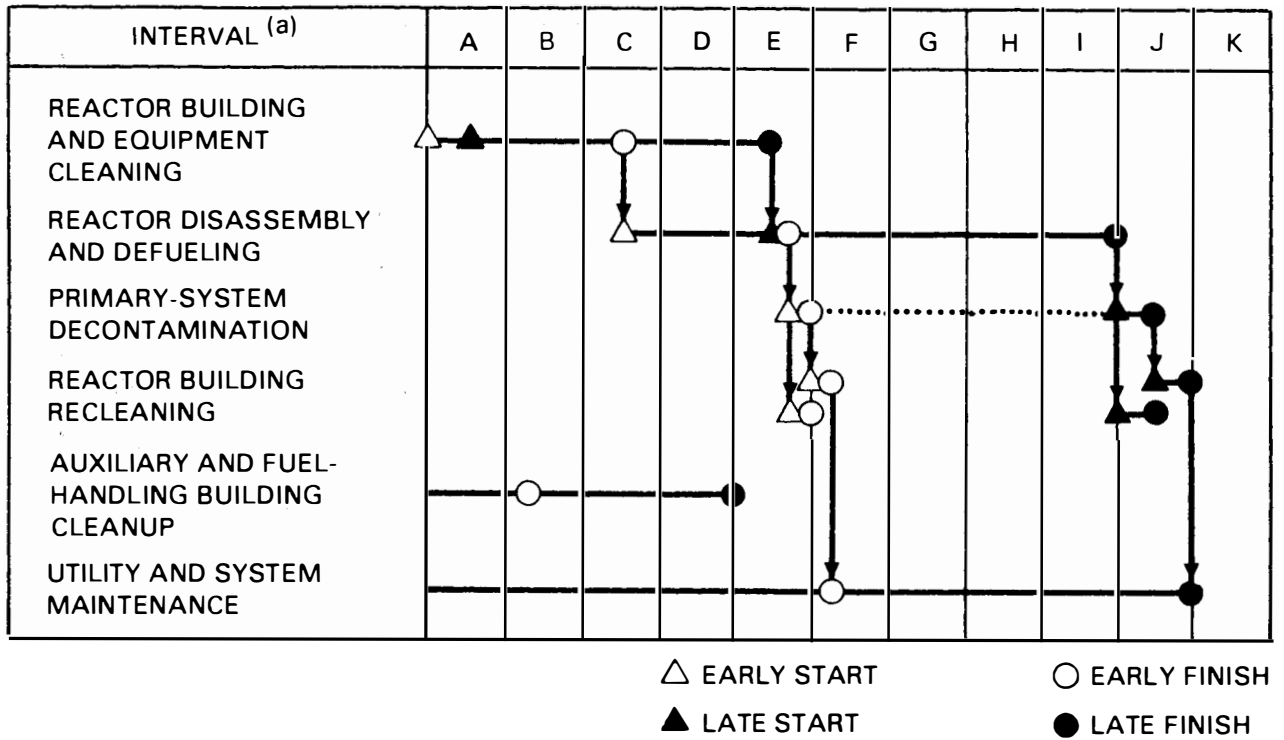 INTERVAL (a) A B C D E F G H I J K
REACTOR BUILDING
AND EQUIPMENT
CLEANING
REACTOR DISASSEMBLY
AND DEFUELING
PRIMARY-SYSTEM
DECONTAMINATION
REACTOR BUILDING
RECLEANING
AUXILIARY AND FUEL-
HANDLING BUILDING
CLEANUP
UTILITY AND SYSTEM
MAINTENANCE
EARLY START EARLY FINISH
LATE START LATE FINISH